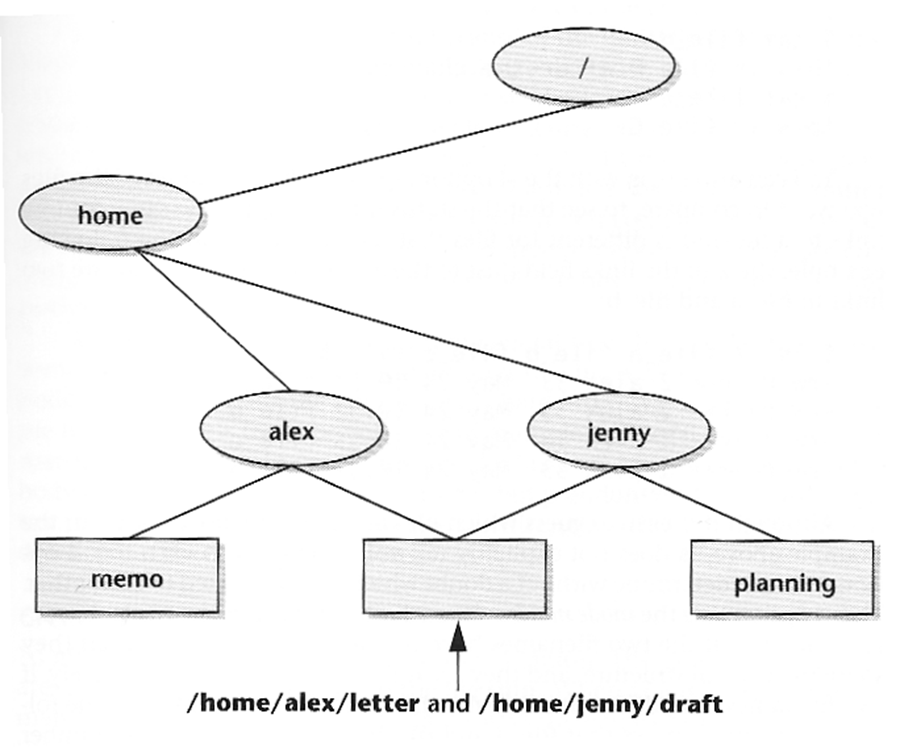 /
home
alex
jenny
memo
planning
/home/alex/letter and /home/jenny/draft